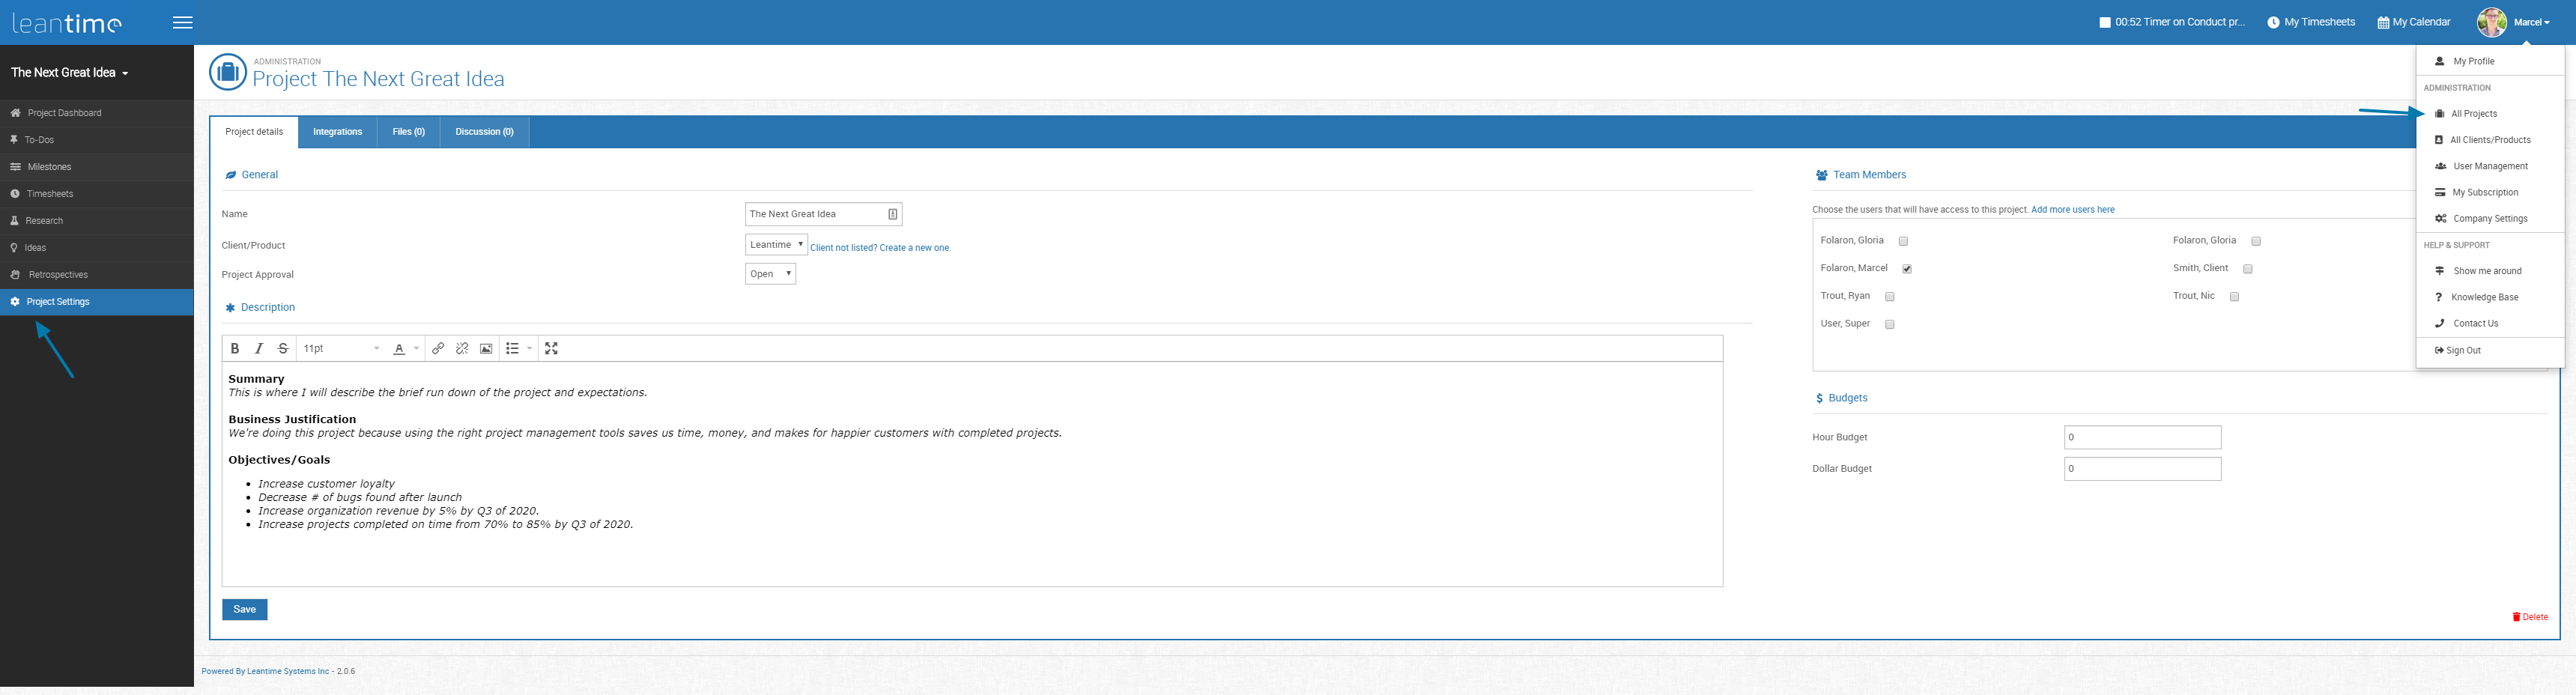 leantime
00:52 Timer on Conduct pr...
My Timesheets
My Calendar
Marcel
The Next Great Idea
Project Dashboard
To-Dos
Milestones
Timesheets
Research
Ideas
Retrospectives
Project Settings
ADMINISTRATION
Project The Next Great Idea
Project details
Integrations
Files (0)
Discussion (0)
General
Name
The Next Great Idea
Client/Product
Leantime
Client not listed? Create a new one.
Project Approval
Open
Description
B I S 11pt A
Summary
This is where I will describe the brief run down of the project and expectations.
Business Justification
We're doing this project because using the right project management tools saves us time, money, and makes for happier customers with completed projects.
Objectives/Goals
• Increase customer loyalty
• Decrease # of bugs found after launch
• Increase organization revenue by 5% by Q3 of 2020.
• Increase projects completed on time from 70% to 85% by Q3 of 2020.
Save
Team Members
Choose the users that will have access to this project. Add more users here
Folaron, Gloria
Folaron, Gloria
Folaron, Marcel
Smith, Client
Trout, Ryan
Trout, Nic
User, Super
$ Budgets
Hour Budget
0
Dollar Budget
0
Delete
My Profile
ADMINISTRATION
All Projects
All Clients/Products
User Management
My Subscription
Company Settings
HELP & SUPPORT
Show me around
? Knowledge Base
Contact Us
Sign Out
Powered By Leantime Systems Inc - 2.0.6